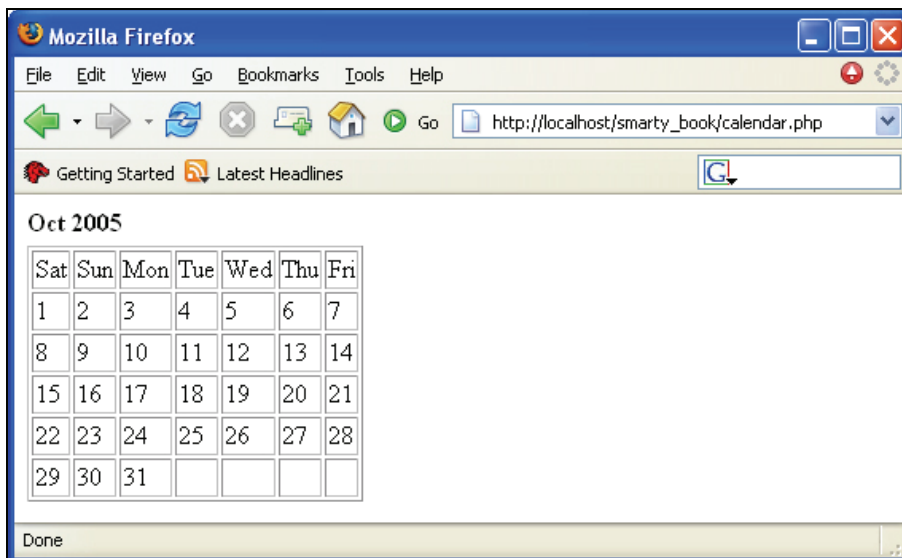 Mozilla Firefox
File Edit View Go Bookmarks Tools Help
Go http://localhost/smarty_book/calendar.php
Getting Started Latest Headlines G
Oct 2005
Sat Sun Mon Tue Wed Thu Fri
1 2 3 4 5 6 7
8 9 10 11 12 13 14
15 16 17 18 19 20 21
22 23 24 25 26 27 28
29 30 31
Done